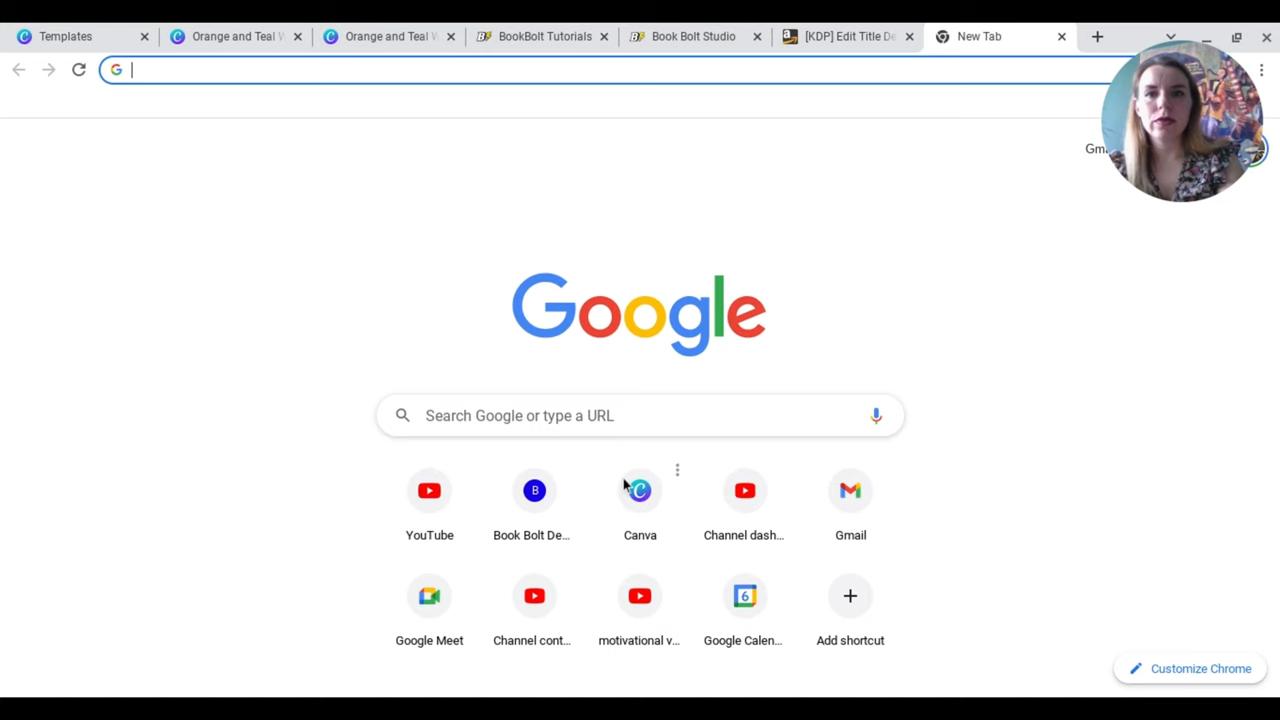 Templates
Orange and Teal W
Orange and Teal W
BookBolt Tutorials
Book Bolt Studio
[KDP] Edit Title De
New Tab
Gm
Google
Search Google or type a URL
YouTube
Book Bolt De...
Canva
Channel dash...
Gmail
Google Meet
Channel cont...
motivational v...
Google Calen...
Add shortcut
Customize Chrome